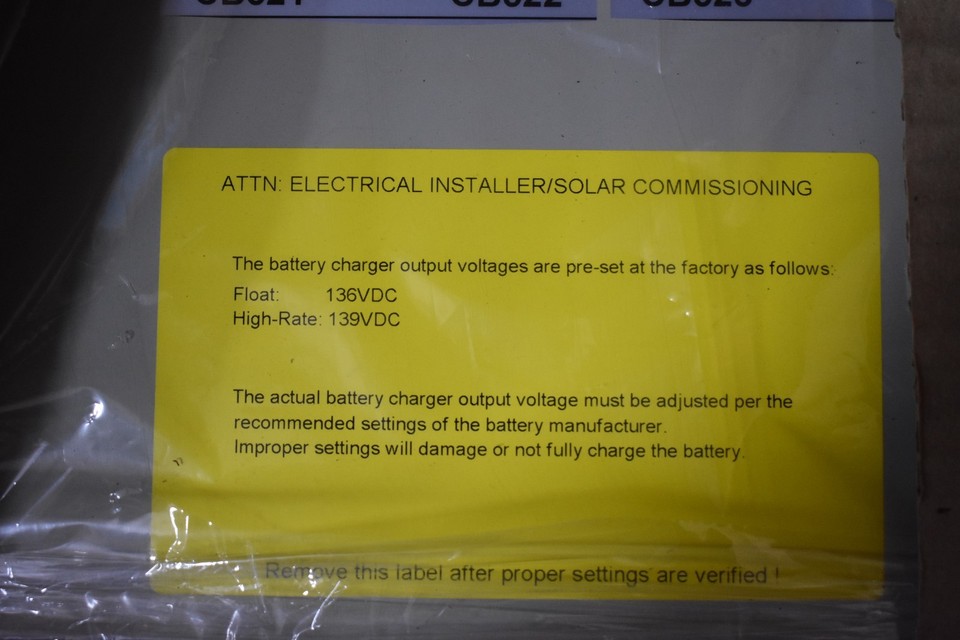 CB021 CB022 CB023
ATTN: ELECTRICAL INSTALLER/SOLAR COMMISSIONING
The battery charger output voltages are pre-set at the factory as follows:
Float: 136VDC
High-Rate: 139VDC
The actual battery charger output voltage must be adjusted per the
recommended settings of the battery manufacturer.
Improper settings will damage or not fully charge the battery.
Remove this label after proper settings are verified !